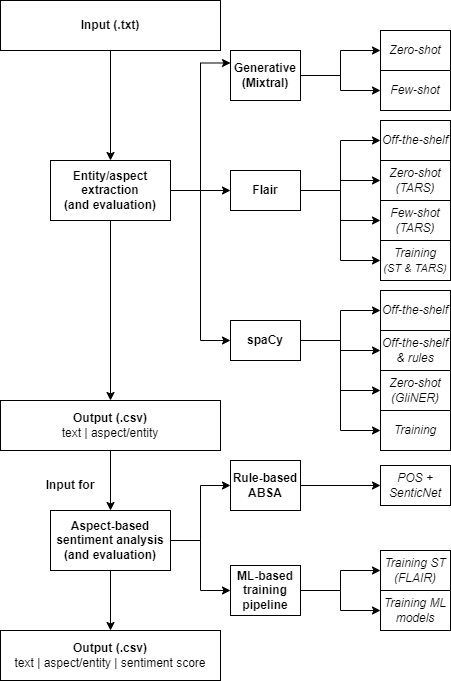 Input (.txt)
Generative
(Mixtral)
Zero-shot
Few-shot
Entity/aspect
extraction
(and evaluation)
Flair
Off-the-shelf
Zero-shot
(TARS)
Few-shot
(TARS)
Training
(ST & TARS)
spaCy
Off-the-shelf
Off-the-shelf
& rules
Zero-shot
(GliNER)
Training
Output (.csv)
text | aspect/entity
Input for
Aspect-based
sentiment analysis
(and evaluation)
Rule-based
ABSA
POS +
SenticNet
ML-based
training
pipeline
Training ST
(FLAIR)
Training ML
models
Output (.csv)
text | aspect/entity | sentiment score